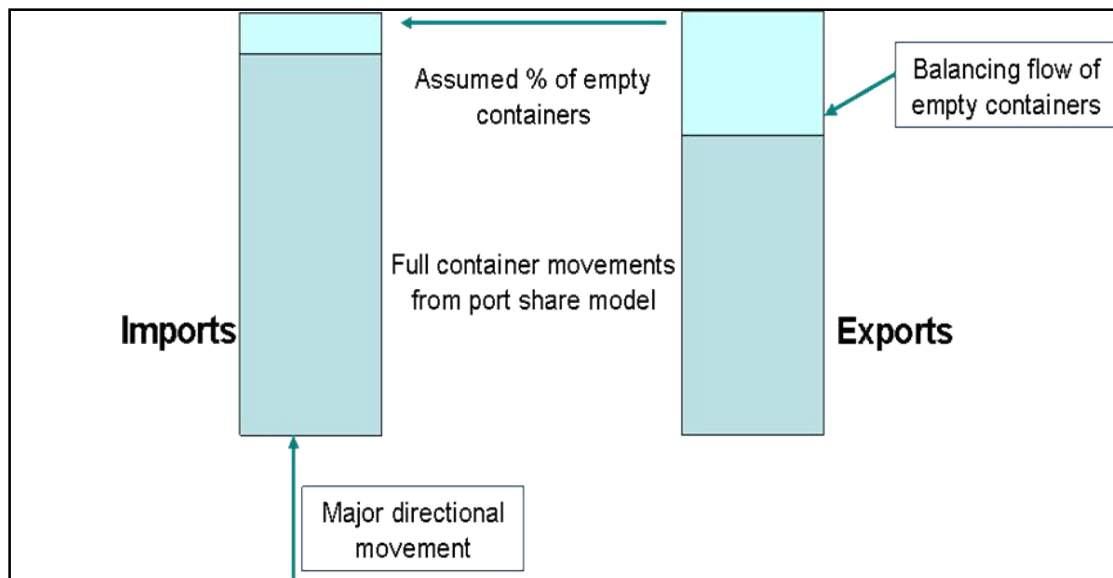 Assumed % of empty
containers
Balancing flow of
empty containers
Full container movements
from port share model
Imports
Exports
Major directional
movement